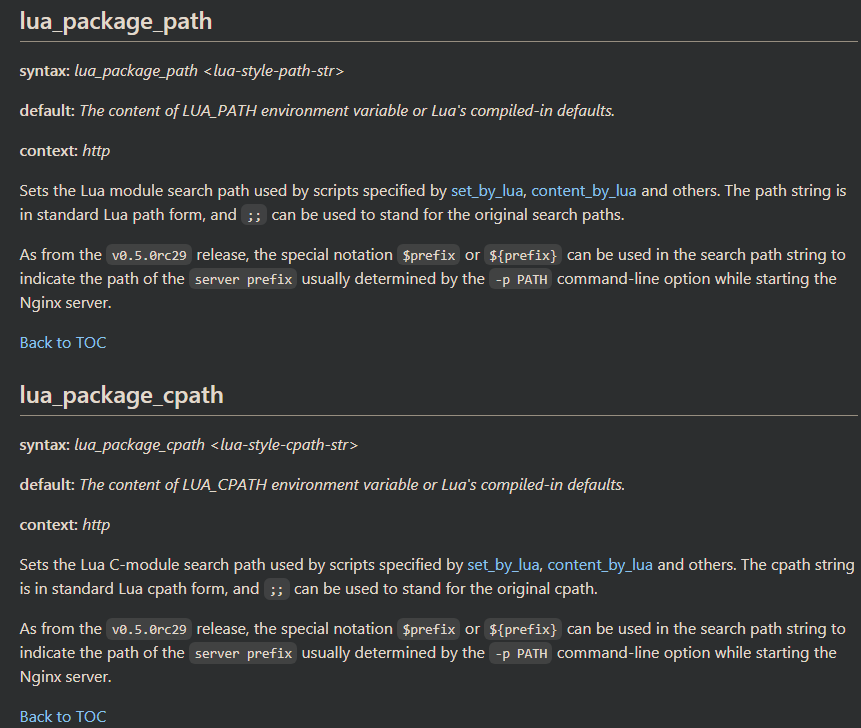 lua_package_path
syntax: lua_package_path <lua-style-path-str>
default: The content of LUA_PATH environment variable or Lua's compiled-in defaults.
context: http
Sets the Lua module search path used by scripts specified by set_by_lua, content_by_lua and others. The path string is
in standard Lua path form, and ;; can be used to stand for the original search paths.
As from the v0.5.0rc29 release, the special notation $prefix or ${prefix} can be used in the search path string to
indicate the path of the server prefix usually determined by the -p PATH command-line option while starting the
Nginx server.
Back to TOC
lua_package_cpath
syntax: lua_package_cpath <lua-style-cpath-str>
default: The content of LUA_CPATH environment variable or Lua's compiled-in defaults.
context: http
Sets the Lua C-module search path used by scripts specified by set_by_lua, content_by_lua and others. The cpath string
is in standard Lua cpath form, and ;; can be used to stand for the original cpath.
As from the v0.5.0rc29 release, the special notation $prefix or ${prefix} can be used in the search path string to
indicate the path of the server prefix usually determined by the -p PATH command-line option while starting the
Nginx server.
Back to TOC